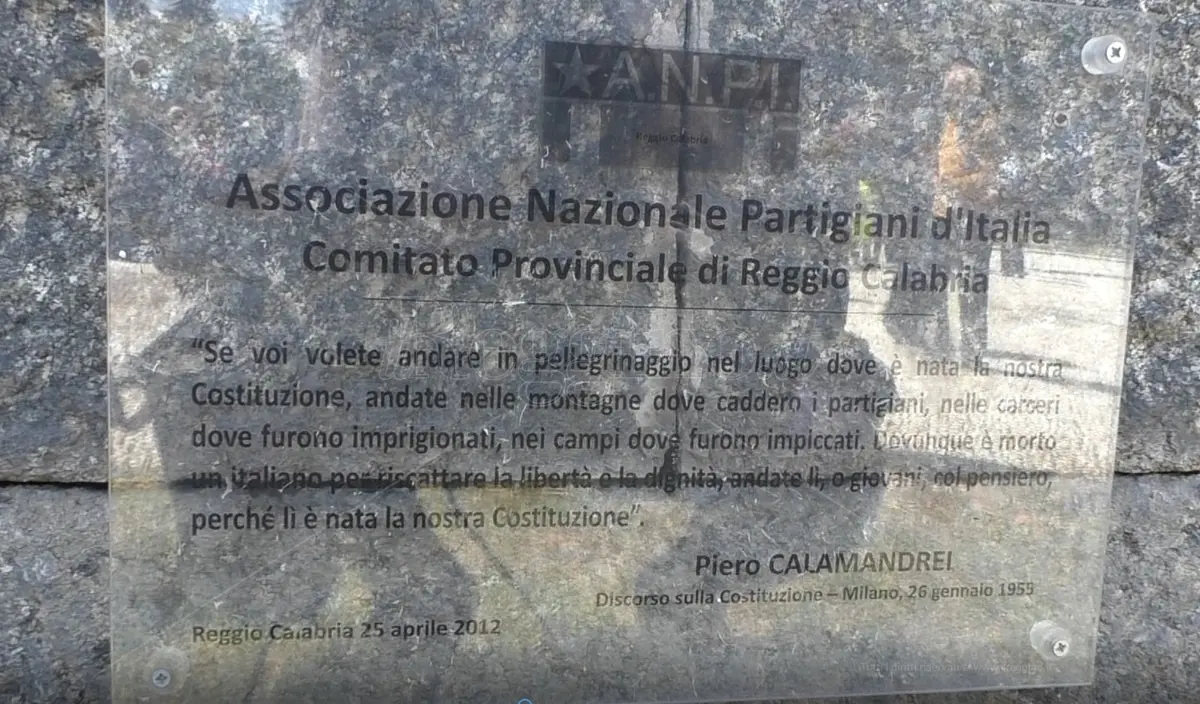 ★A.N.P.I.
Reggio Calabria
Associazione Nazionale Partigiani d'Italia
Comitato Provinciale di Reggio Calabria
“Se voi volete andare in pellegrinaggio nel luogo dove è nata la nostra
Costituzione, andate nelle montagne dove caddero i partigiani, nelle carceri
dove furono imprigionati, nei campi dove furono impiccati. Dovunque è morto
un italiano per riscattare la libertà e la dignità, andate lì, o giovani, col pensiero,
perché lì è nata la nostra Costituzione”.
Piero CALAMANDREI
Discorso sulla Costituzione – Milano, 26 gennaio 1955
Reggio Calabria 25 aprile 2012